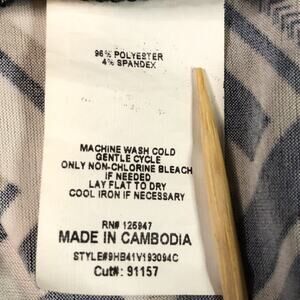 96% POLYESTER
4% SPANDEX
MACHINE WASH COLD
GENTLE CYCLE
ONLY NON-CHLORINE BLEACH
IF NEEDED
LAY FLAT TO DRY
COOL IRON IF NECESSARY
RN# 125947
MADE IN CAMBODIA
STYLE#9HB41V193094C
Cut#: 91157